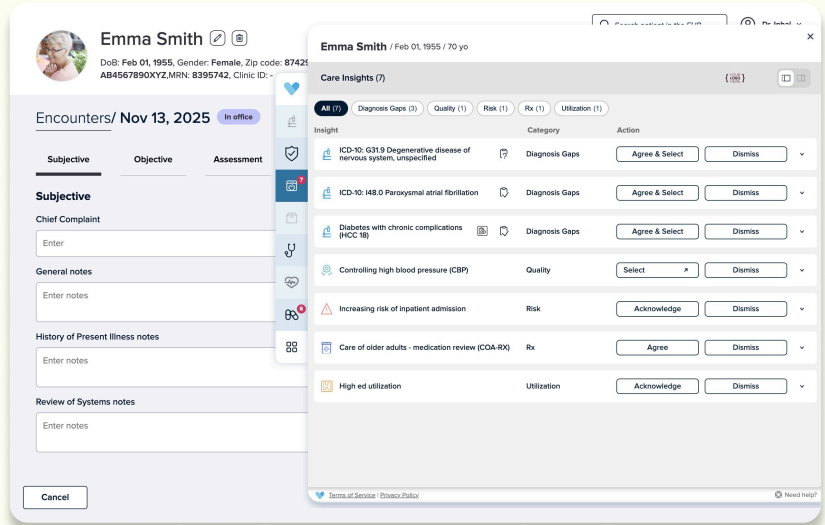 Emma Smith
DoB: Feb 01, 1955, Gender: Female, Zip code: 87429
AB4567890XYZ,MRN: 8395742, Clinic ID: -
Encounters/ Nov 13, 2025 In office
Subjective Objective Assessment
Subjective
Chief Complaint
Enter
General notes
Enter notes
History of Present Illness notes
Enter notes
Review of Systems notes
Enter notes
Cancel
7
6
Emma Smith / Feb 01, 1955 / 70 yo
Care Insights (7)
All (7) Diagnosis Gaps (3) Quality (1) Risk (1) Rx (1) Utilization (1)
Insight Category Action
ICD-10: G31.9 Degenerative disease of
nervous system, unspecified Diagnosis Gaps Agree & Select Dismiss
ICD-10: I48.0 Paroxysmal atrial fibrillation Diagnosis Gaps Agree & Select Dismiss
Diabetes with chronic complications
(HCC 18) Diagnosis Gaps Agree & Select Dismiss
Controlling high blood pressure (CBP) Quality Select Dismiss
Increasing risk of inpatient admission Risk Acknowledge Dismiss
Care of older adults - medication review (COA-RX) Rx Agree Dismiss
High ed utilization Utilization Acknowledge Dismiss
Terms of Service | Privacy Policy
Need help?